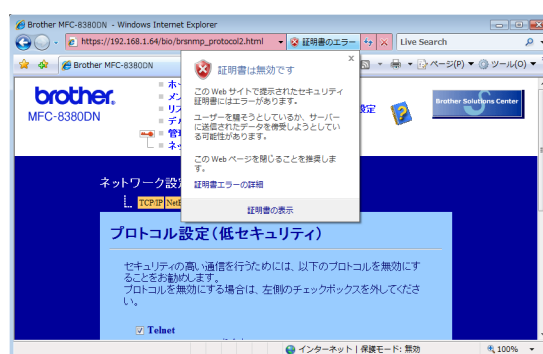 Brother MFC-8380DN - Windows Internet Explorer
https://192.168.1.64/bio/brsnmp_protocol2.html
証明書のエラー
Live Search
Brother MFC-8380DN
ページ(P)
ツール(O)
brother
MFC-8380DN
証明書は無効です
この Web サイトで提示されたセキュリティ
証明書にはエラーがあります。
ユーザーを騙そうとしているか、サーバー
に送信されたデータを傍受しようとしてい
る可能性があります。
この Web ページを閉じることを推奨しま
す。
証明書エラーの詳細
証明書の表示
設定
Brother Solutions Center
ネットワーク設
TCP/IP
プロトコル設定(低セキュリティ)
セキュリティの高い通信を行うためには、以下のプロトコルを無効にす
ることをお勧めします。
プロトコルを無効にする場合は、左側のチェックボックスを外してくださ
い。
Telnet
インターネット | 保護モード: 無効
100%